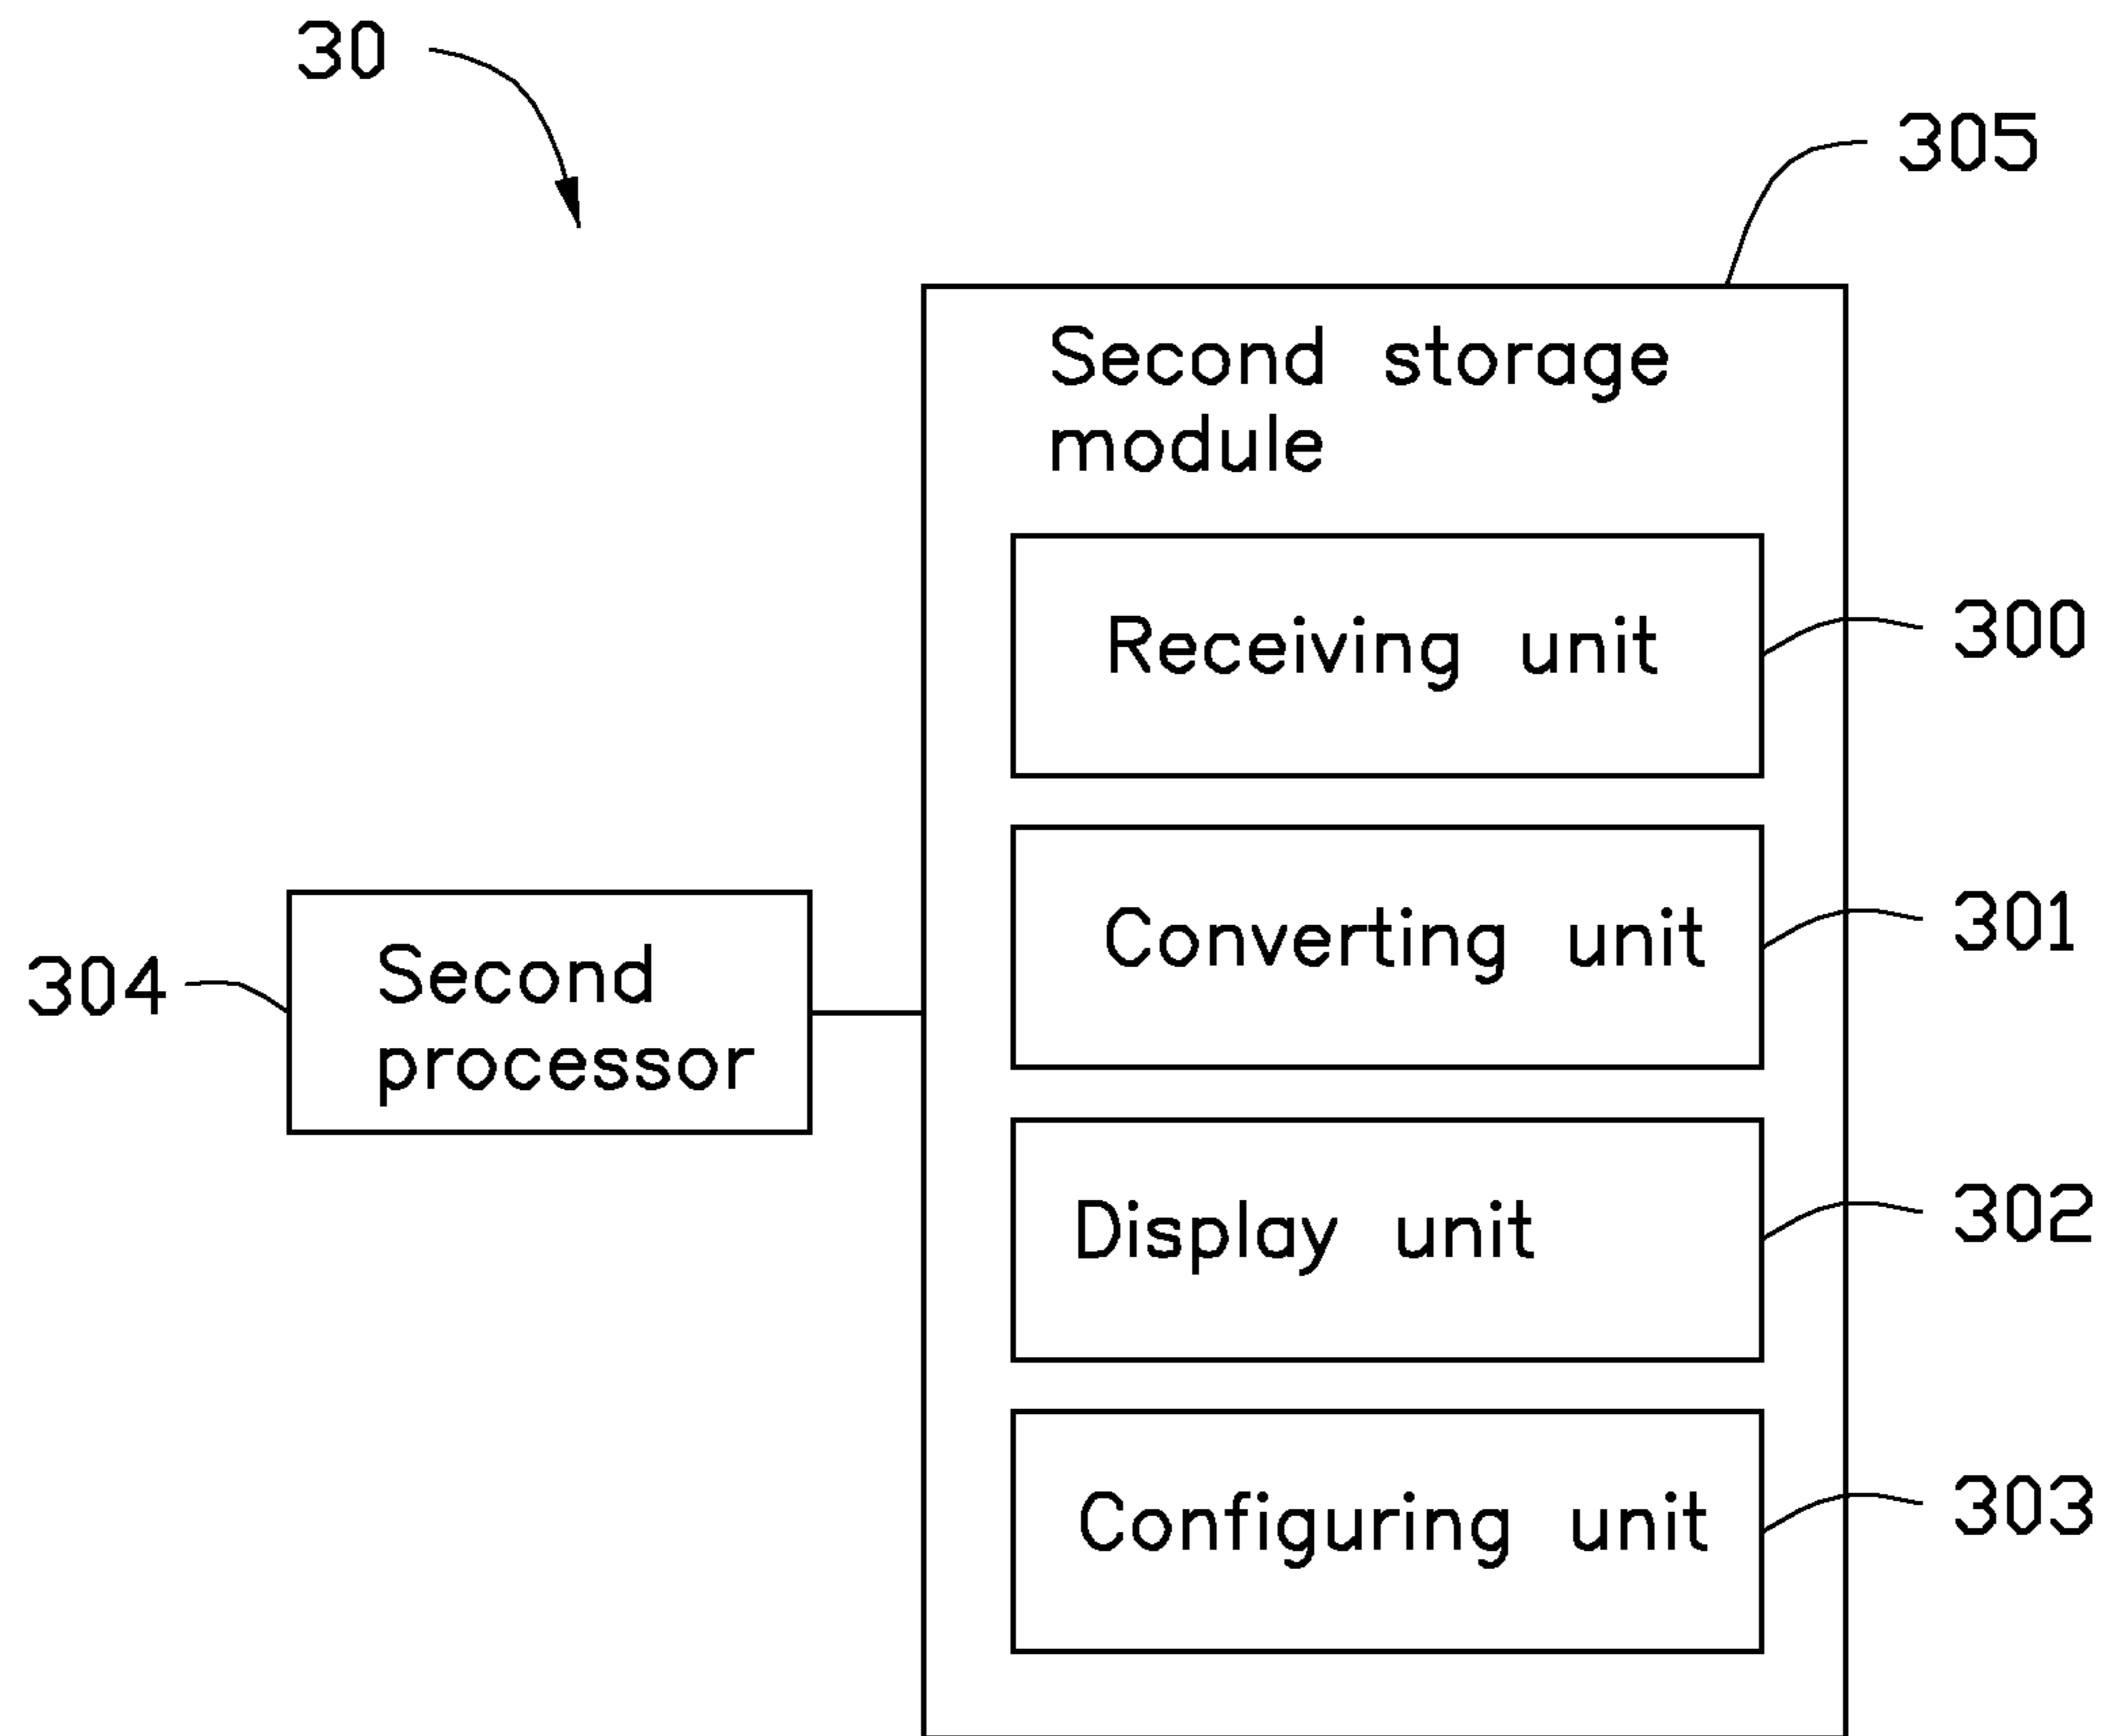 30
305
Second storage
module
Receiving unit
300
Converting unit
301
304
Second
processor
Display unit
302
Configuring unit
303